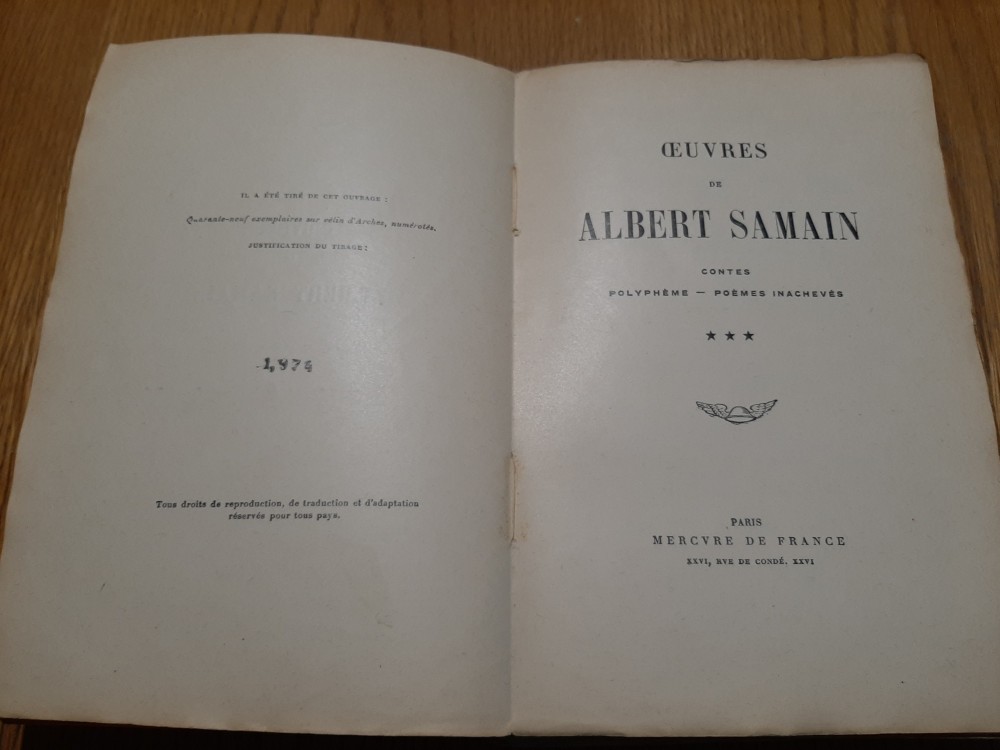 IL A ÉTÉ TIRÉ DE CET OUVRAGE :
Quarante-neuf exemplaires sur vélin d'Arches, numérotés.
JUSTIFICATION DU TIRAGE :
Tous droits de reproduction, de traduction et d'adaptation
réservés pour tous pays.
ŒUVRES
DE
ALBERT SAMAIN
CONTES
POLYPHÈME — POÈMES INACHEVÉS
★ ★ ★
PARIS
MERCVRE DE FRANCE
XXVI, RVE DE CONDÉ, XXVI